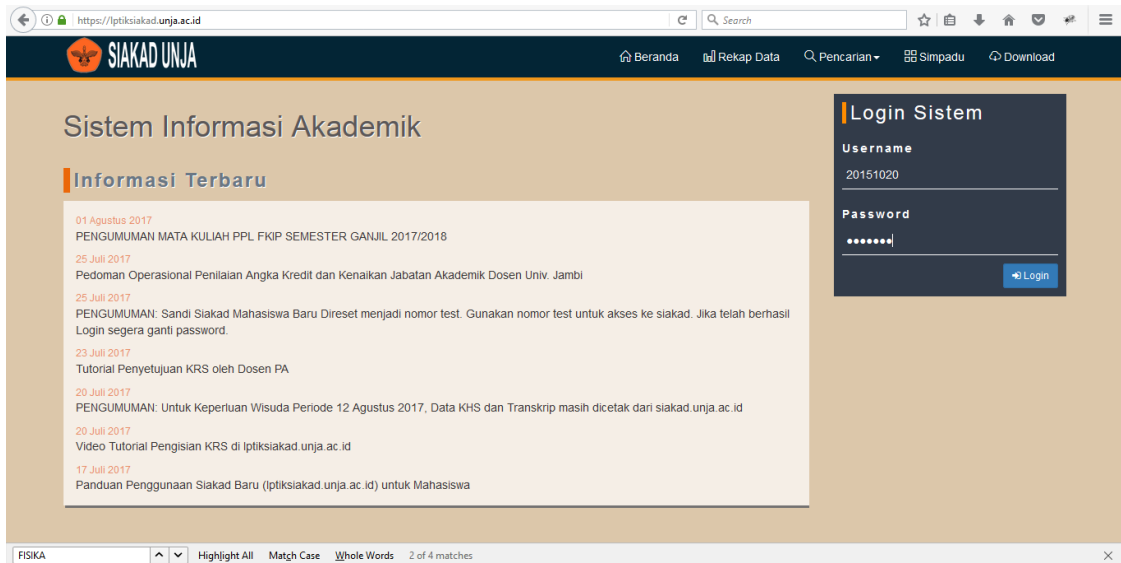 https://lptiksiakad.unja.ac.id
Search
SIAKAD UNJA
Beranda
Rekap Data
Pencarian
Simpadu
Download
Sistem Informasi Akademik
Informasi Terbaru
01 Agustus 2017
PENGUMUMAN MATA KULIAH PPL FKIP SEMESTER GANJIL 2017/2018
25 Juli 2017
Pedoman Operasional Penilaian Angka Kredit dan Kenaikan Jabatan Akademik Dosen Univ. Jambi
25 Juli 2017
PENGUMUMAN: Sandi Siakad Mahasiswa Baru Direset menjadi nomor test. Gunakan nomor test untuk akses ke siakad. Jika telah berhasil
Login segera ganti password.
23 Juli 2017
Tutorial Penyetujuan KRS oleh Dosen PA
20 Juli 2017
PENGUMUMAN: Untuk Keperluan Wisuda Periode 12 Agustus 2017, Data KHS dan Transkrip masih dicetak dari siakad.unja.ac.id
20 Juli 2017
Video Tutorial Pengisian KRS di lptiksiakad.unja.ac.id
17 Juli 2017
Panduan Penggunaan Siakad Baru (lptiksiakad.unja.ac.id) untuk Mahasiswa
Login Sistem
Username
20151020
Password
•••••••
Login
FISIKA
Highlight All
Match Case
Whole Words
2 of 4 matches